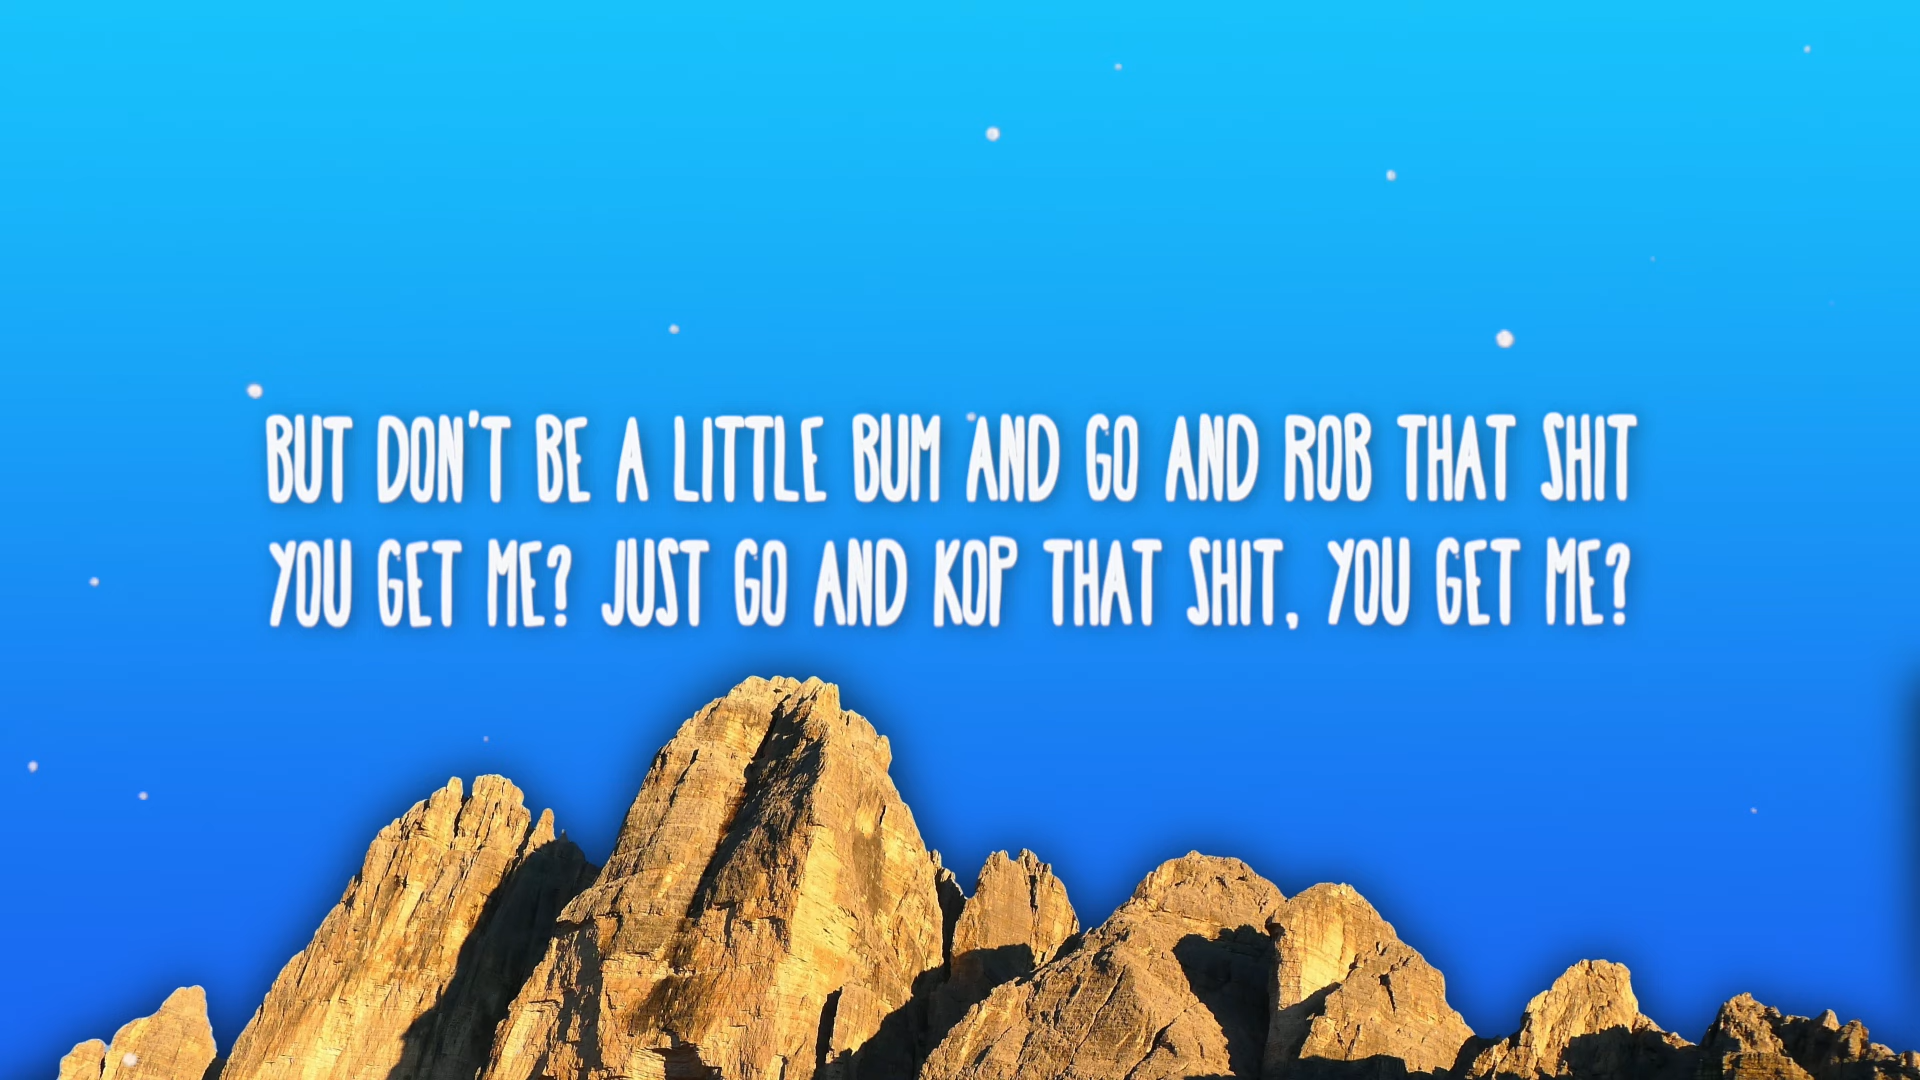 BUT DON'T BE A LITTLE BUM AND GO AND ROB THAT SHIT
YOU GET ME? JUST GO AND KOP THAT SHIT, YOU GET ME?